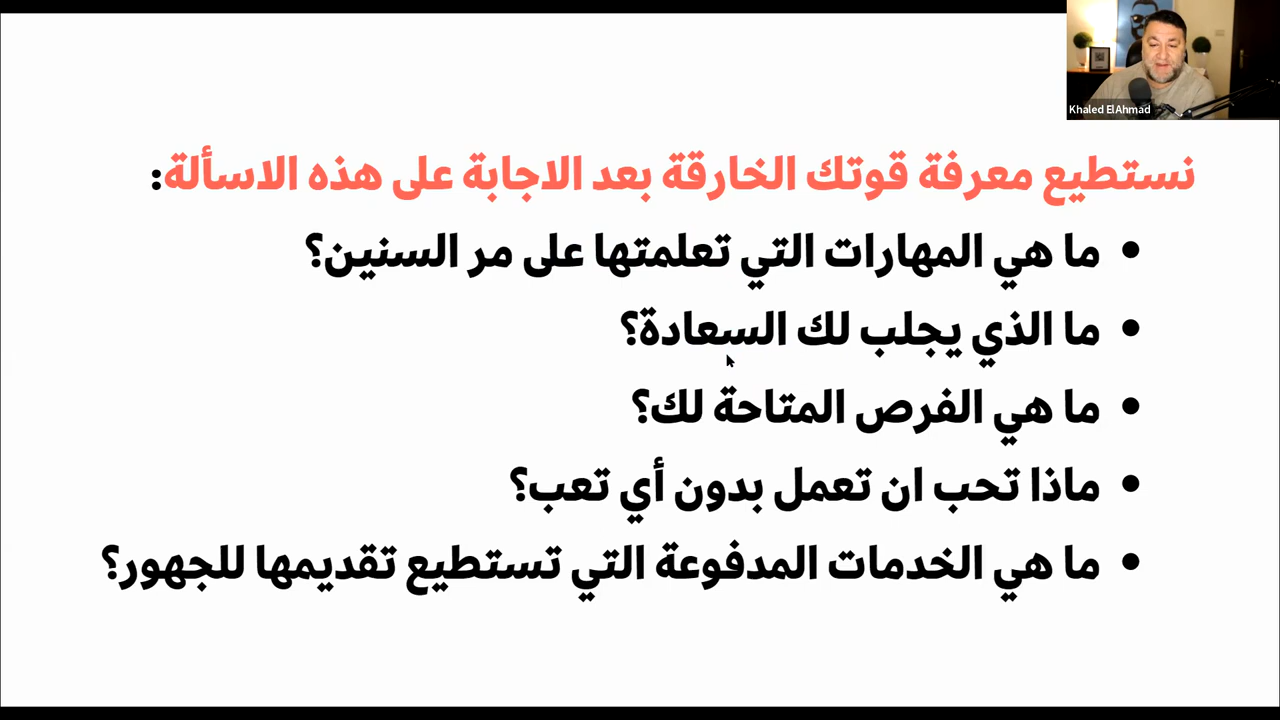 Khaled ElAhmad
نستطيع معرفة قوتك الخارقة بعد الاجابة على هذه الاسألة:
• ما هي المهارات التي تعلمتها على مر السنين؟
• ما الذي يجلب لك السعادة؟
• ما هي الفرص المتاحة لك؟
• ماذا تحب ان تعمل بدون أي تعب؟
• ما هي الخدمات المدفوعة التي تستطيع تقديمها للجهور؟